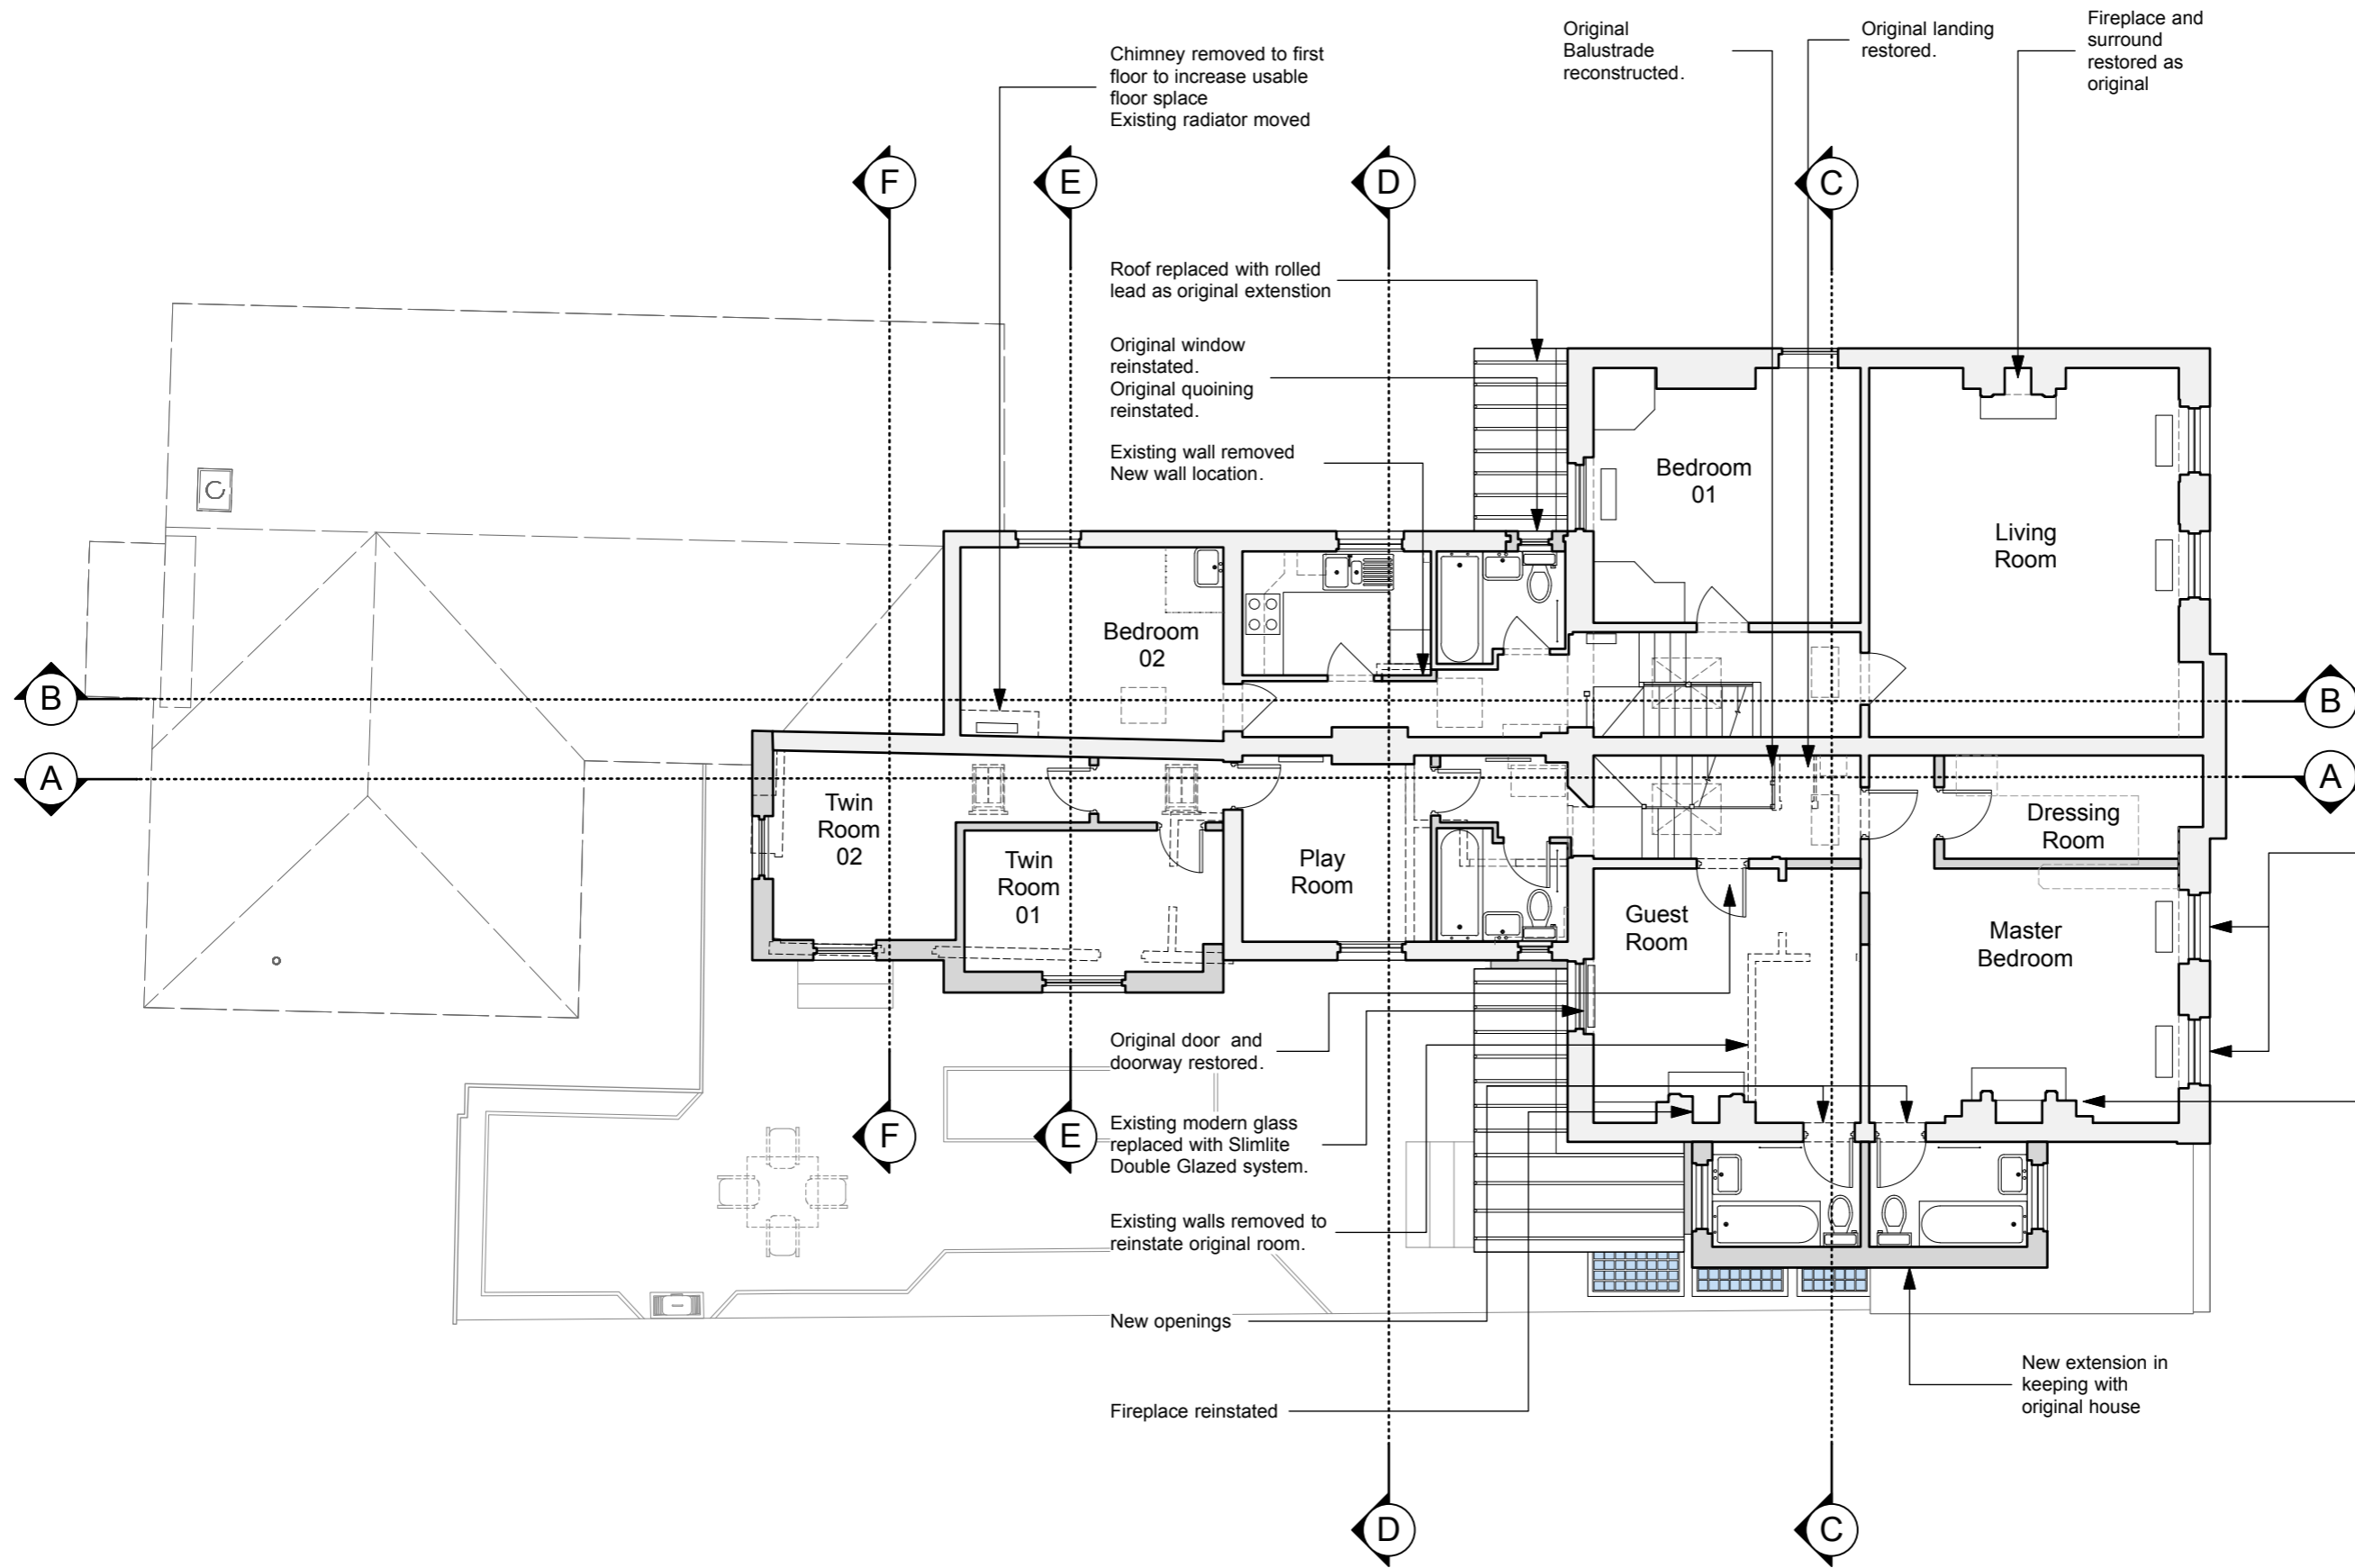 Chimney removed to first
floor to increase usable
floor splace
Existing radiator moved
Original
Balustrade
reconstructed.
Original landing
restored.
Fireplace and
surround
restored as
original
F
E
D
C
Roof replaced with rolled
lead as original extenstion
Original window
reinstated.
Original quoining
reinstated.
Existing wall removed
New wall location.
Bedroom
01
Living
Room
Bedroom
02
B
B
A
A
Twin
Room
02
Twin
Room
01
Play
Room
Dressing
Room
Guest
Room
Master
Bedroom
Original door and
doorway restored.
F
E
Existing modern glass
replaced with Slimlite
Double Glazed system.
Existing walls removed to
reinstate original room.
New openings
New extension in
keeping with
original house
Fireplace reinstated
D
C